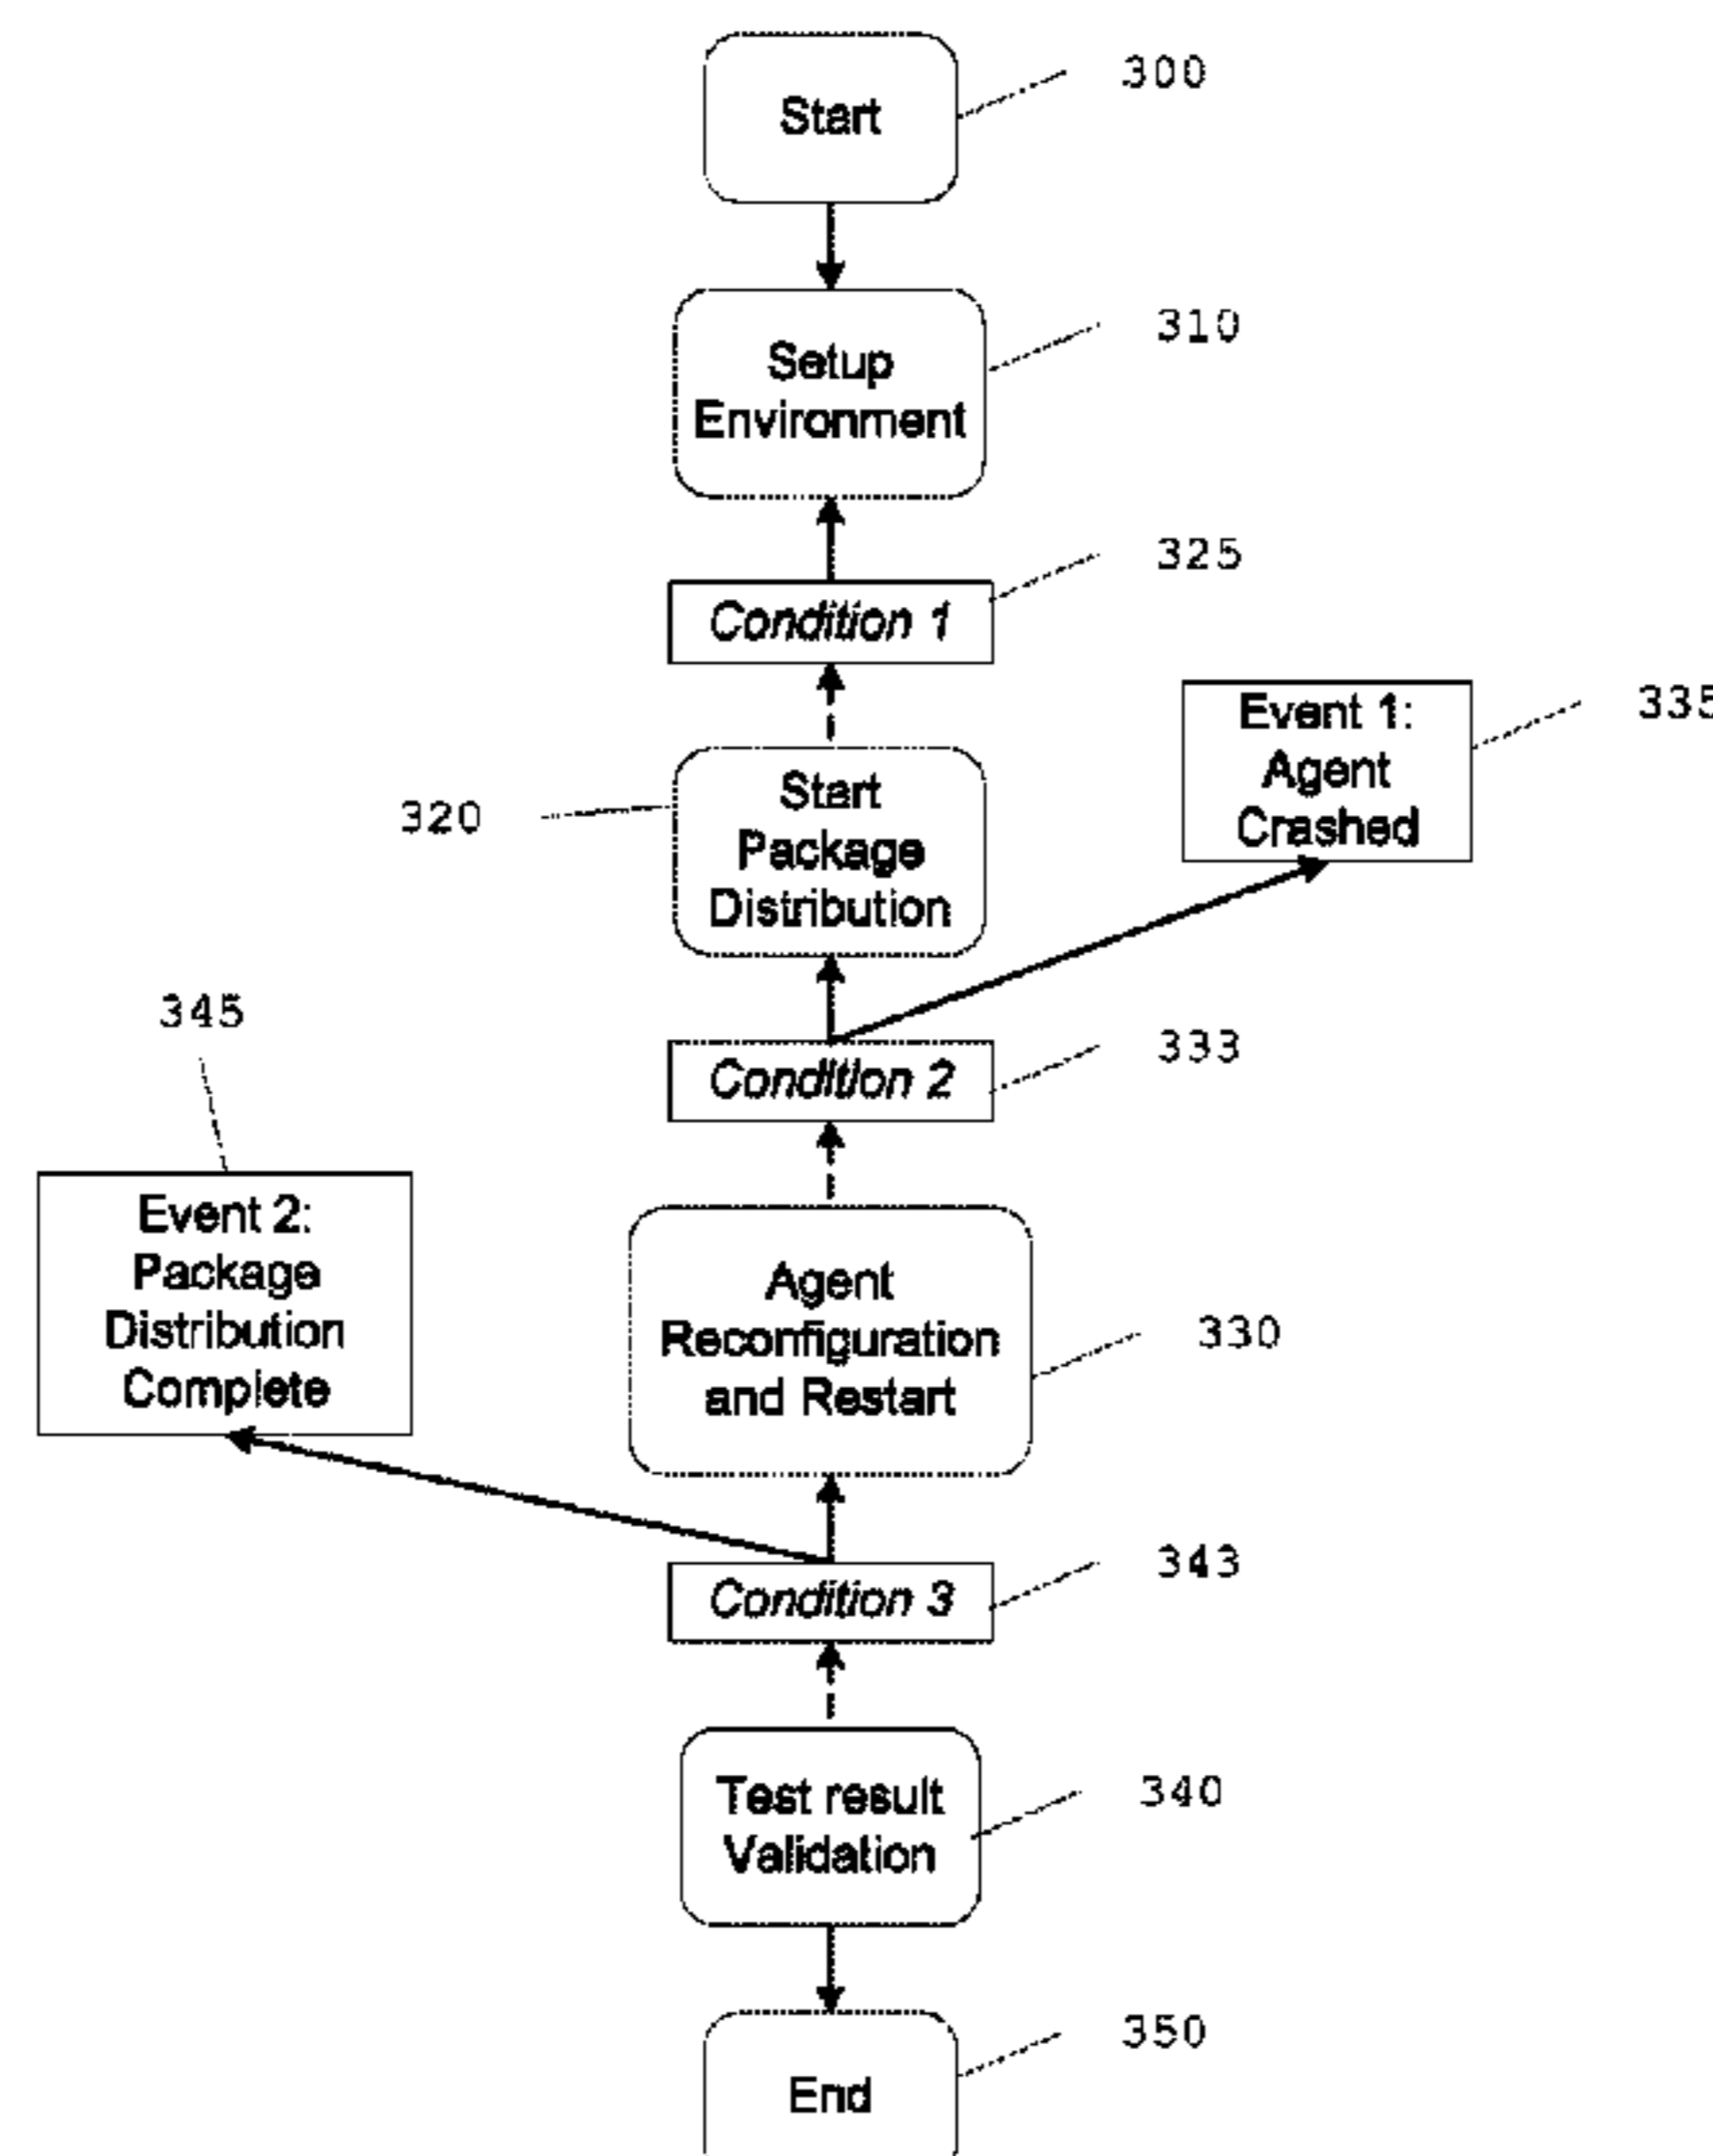 Start
300
Setup
Environment
310
325
Condition 1
Event 1:
Agent
Crashed
335
320
Start
Package
Distribution
345
333
Condition 2
Event 2:
Package
Distribution
Complete
Agent
Reconfiguration
and Restart
330
343
Condition 3
Test result
Validation
340
End
350